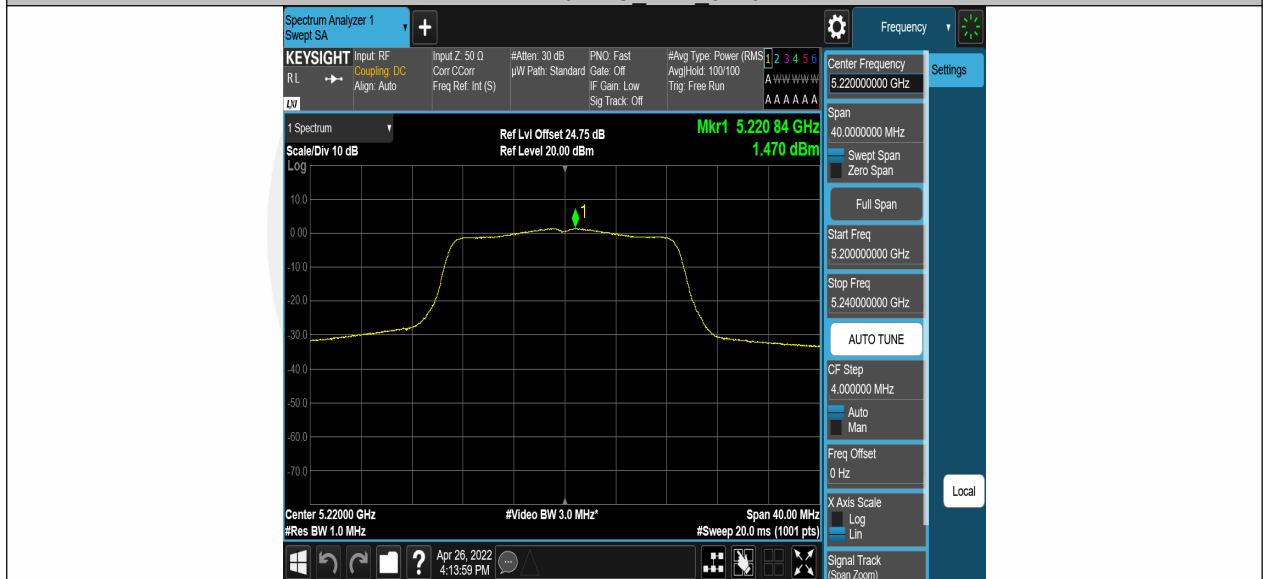 Spectrum Analyzer 1
Swept SA
+
Frequency
KEYSIGHT
RL
LXI
Input: RF
Coupling: DC
Align: Auto
Input Z: 50 Ω
Corr CCorr
Freq Ref: Int (S)
#Atten: 30 dB
µW Path: Standard
PNO: Fast
Gate: Off
IF Gain: Low
Sig Track: Off
#Avg Type: Power (RMS
Avg|Hold: 100/100
Trig: Free Run
1 2 3 4 5 6
A W W W W W
A A A A A A
1 Spectrum
Scale/Div 10 dB
Log
Ref Lvl Offset 24.75 dB
Ref Level 20.00 dBm
Mkr1 5.220 84 GHz
1.470 dBm
10.0
0.00
-10.0
-20.0
-30.0
-40.0
-50.0
-60.0
-70.0
1
Center 5.22000 GHz
#Res BW 1.0 MHz
#Video BW 3.0 MHz*
Span 40.00 MHz
#Sweep 20.0 ms (1001 pts)
Apr 26, 2022
4:13:59 PM
Center Frequency
5.220000000 GHz
Settings
Span
40.0000000 MHz
Swept Span
Zero Span
Full Span
Start Freq
5.200000000 GHz
Stop Freq
5.240000000 GHz
AUTO TUNE
CF Step
4.000000 MHz
Auto
Man
Freq Offset
0 Hz
X Axis Scale
Log
Lin
Local
Signal Track
(Span Zoom)